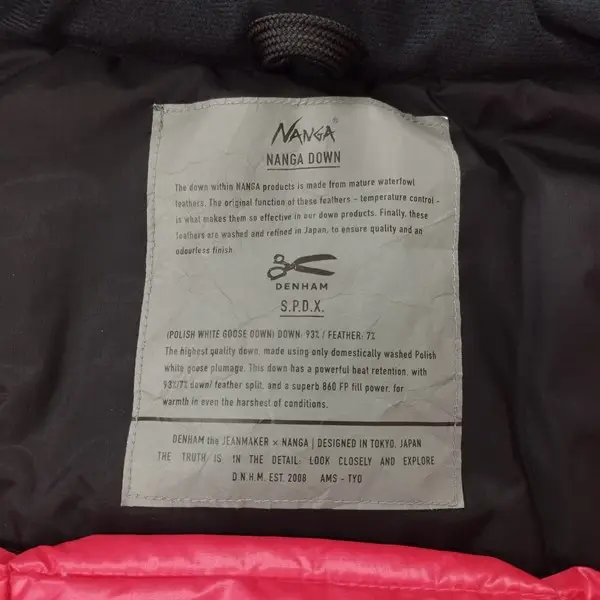 NANGA®
NANGA DOWN
The down within NANGA products is made from mature waterfowl
feathers. The original function of these feathers - temperature control -
is what makes them so effective in our down products. Finally, these
feathers are washed and refined in Japan, to ensure quality and an
odourless finish.
DENHAM
S.P.D.X.
(POLISH WHITE GOOSE DOWN) DOWN: 93% / FEATHER: 7%
The highest quality down, made using only domestically washed Polish
white goose plumage. This down has a powerful heat retention, with
93%/7% down/ feather split, and a superb 860 FP fill power, for
warmth in even the harshest of conditions.
DENHAM the JEANMAKER × NANGA | DESIGNED IN TOKYO, JAPAN
THE TRUTH IS IN THE DETAIL: LOOK CLOSELY AND EXPLORE
D.N.H.M. EST. 2008 AMS - TYO